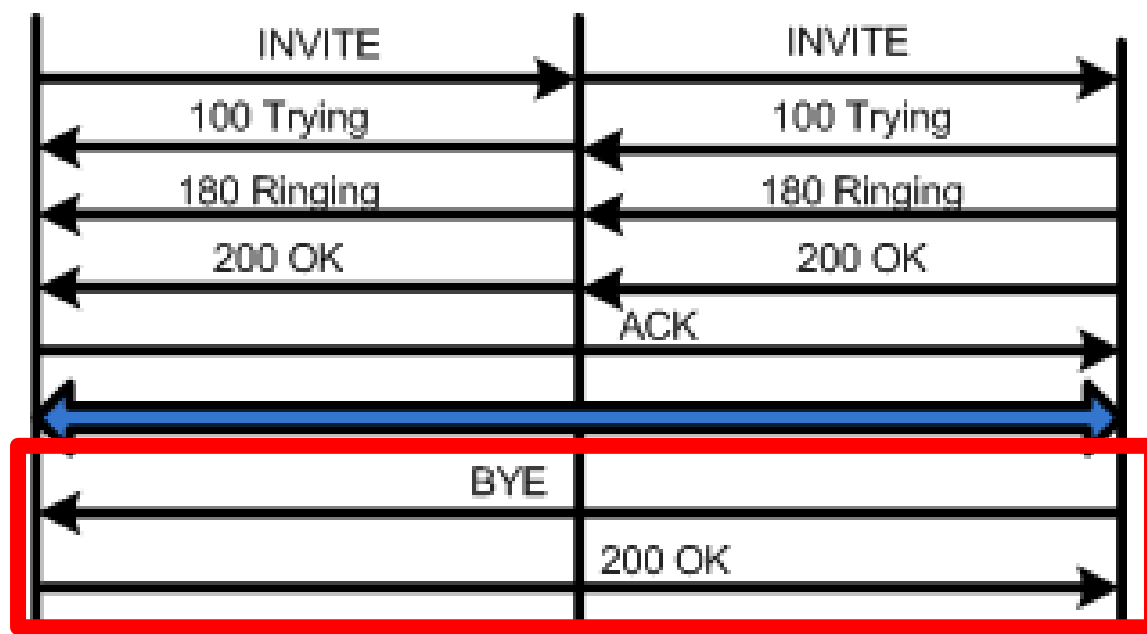 INVITE INVITE
100 Trying 100 Trying
180 Ringing 180 Ringing
200 OK 200 OK
ACK
BYE
200 OK